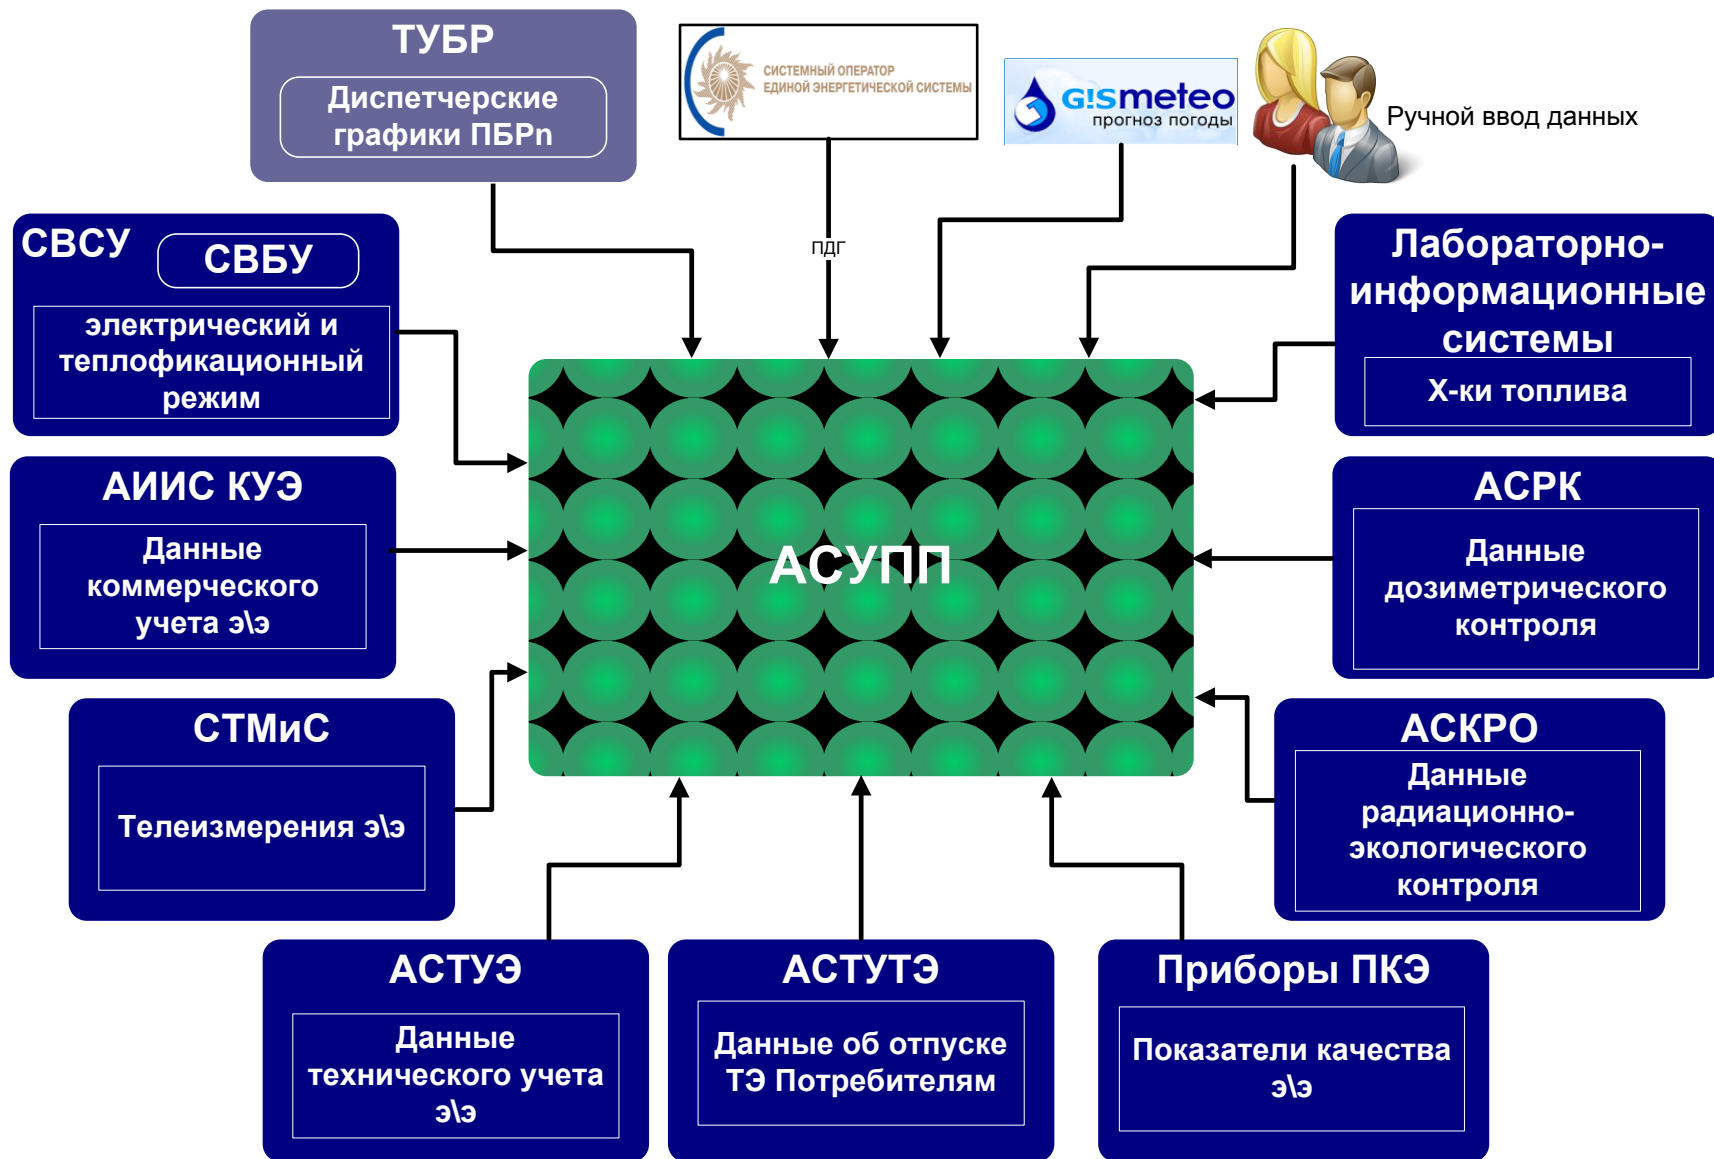 ТУБР
Диспетчерские
графики ПБРn
СИСТЕМНЫЙ ОПЕРАТОР
ЕДИНОЙ ЭНЕРГЕТИЧЕСКОЙ СИСТЕМЫ
G!Smeteo
прогноз погоды
Ручной ввод данных
ПДГ
СВСУ
СВБУ
электрический и
теплофикационный
режим
Лабораторно-
информационные
системы
Х-ки топлива
АИИС КУЭ
Данные
коммерческого
учета э\э
АСУПП
АСРК
Данные
дозиметрического
контроля
СТМиС
Телеизмерения э\э
АСКРО
Данные
радиационно-
экологического
контроля
АСТУЭ
Данные
технического учета
э\э
АСТУТЭ
Данные об отпуске
ТЭ Потребителям
Приборы ПКЭ
Показатели качества
э\э